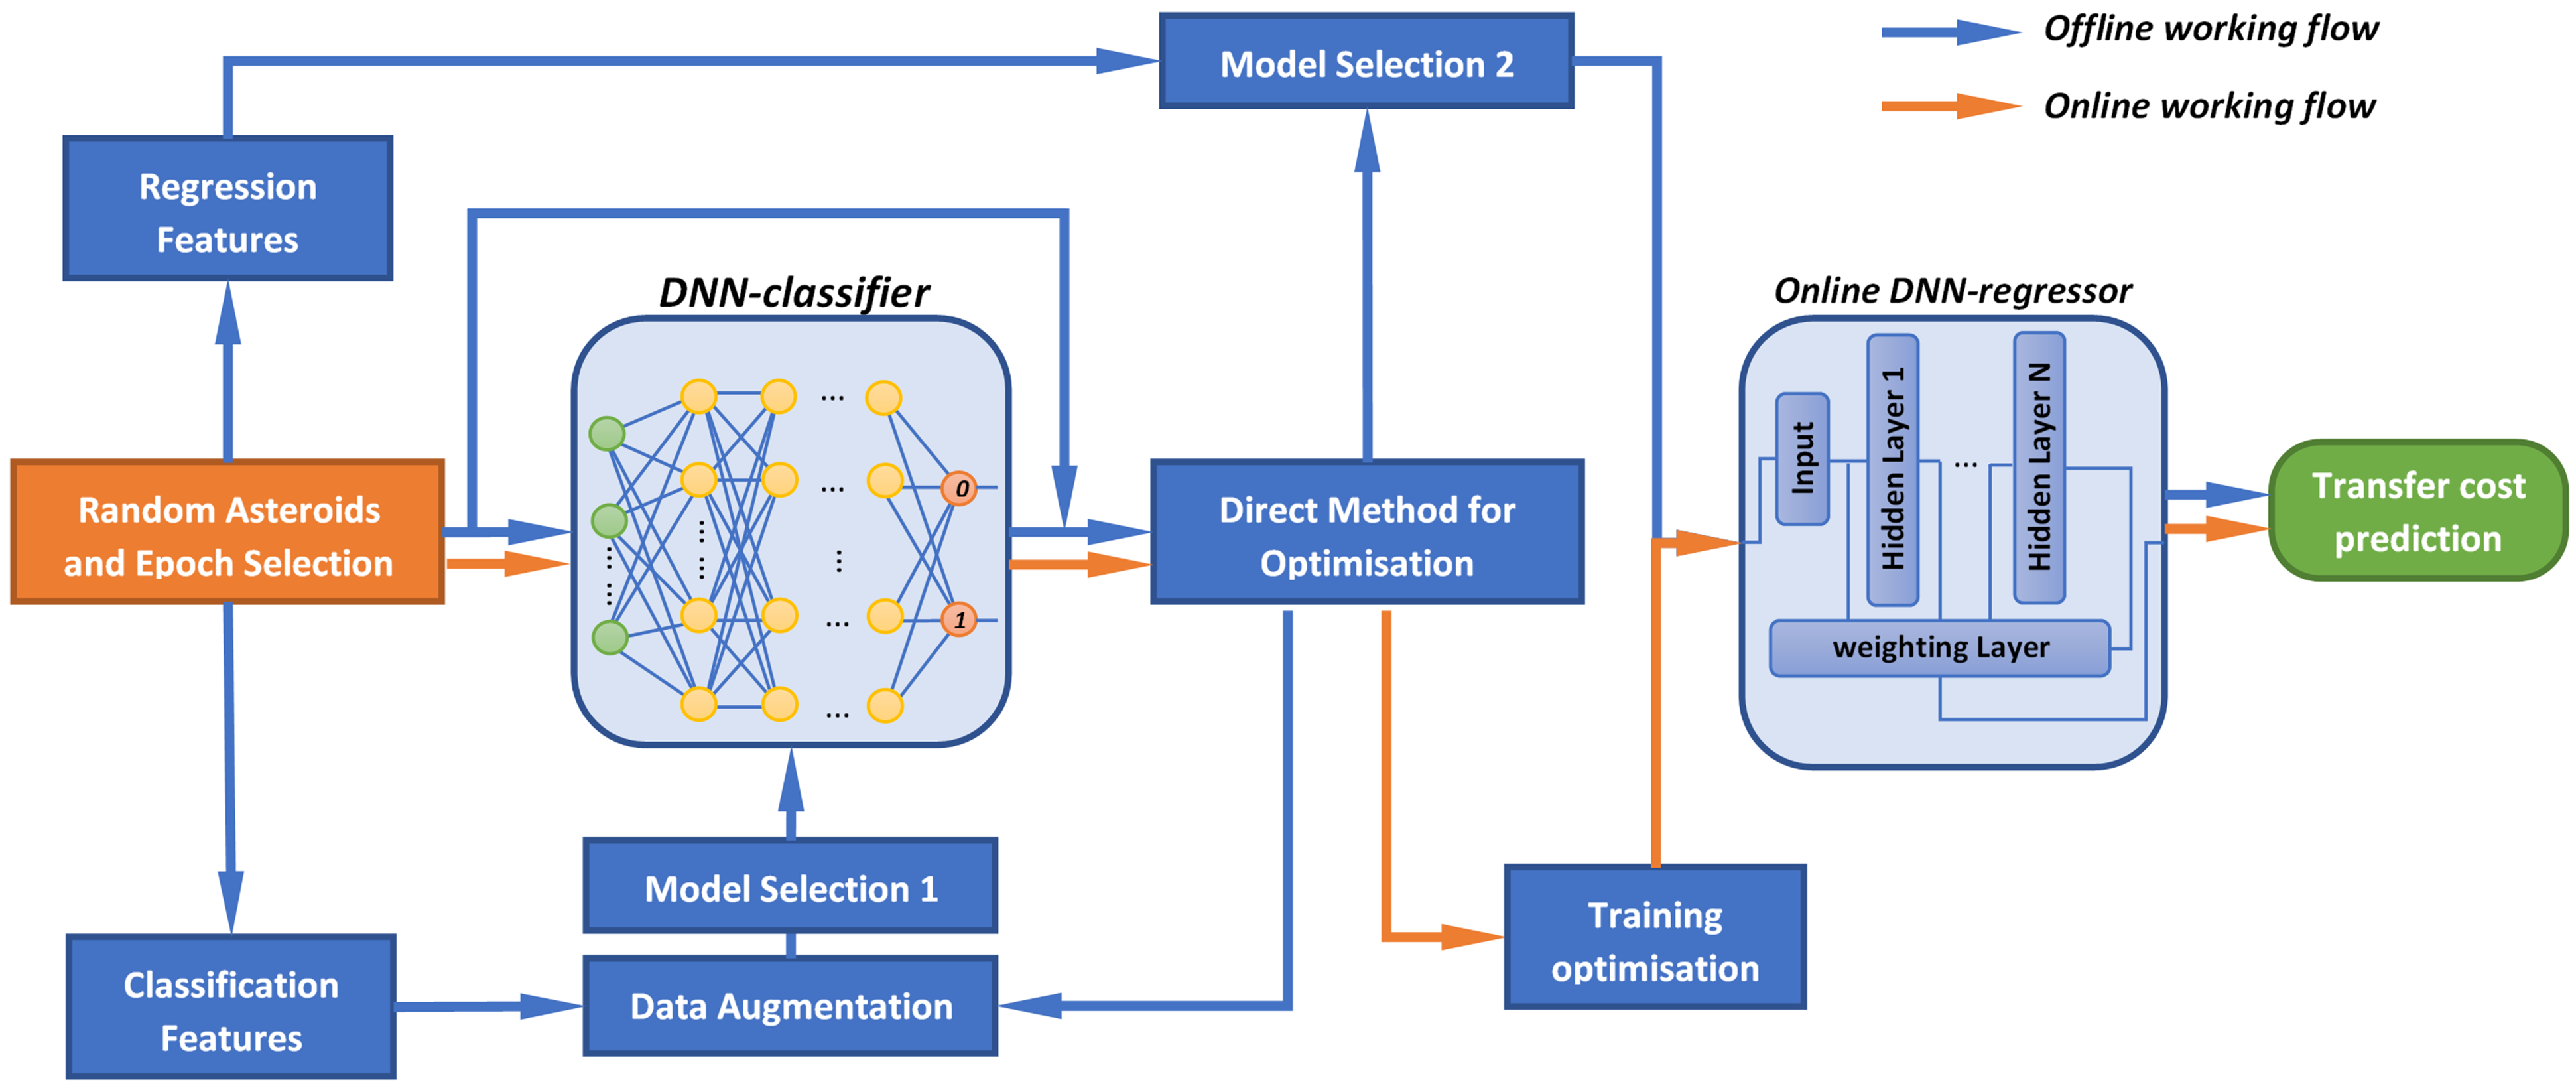 Model Selection 2
Offline working flow
Online working flow
Regression
Features
DNN-classifier
Online DNN-regressor
Random Asteroids
and Epoch Selection
...
...
...
...
0
1
Direct Method for
Optimisation
Input
Hidden Layer 1
...
Hidden Layer N
weighting Layer
Transfer cost
prediction
Model Selection 1
Training
optimisation
Classification
Features
Data Augmentation